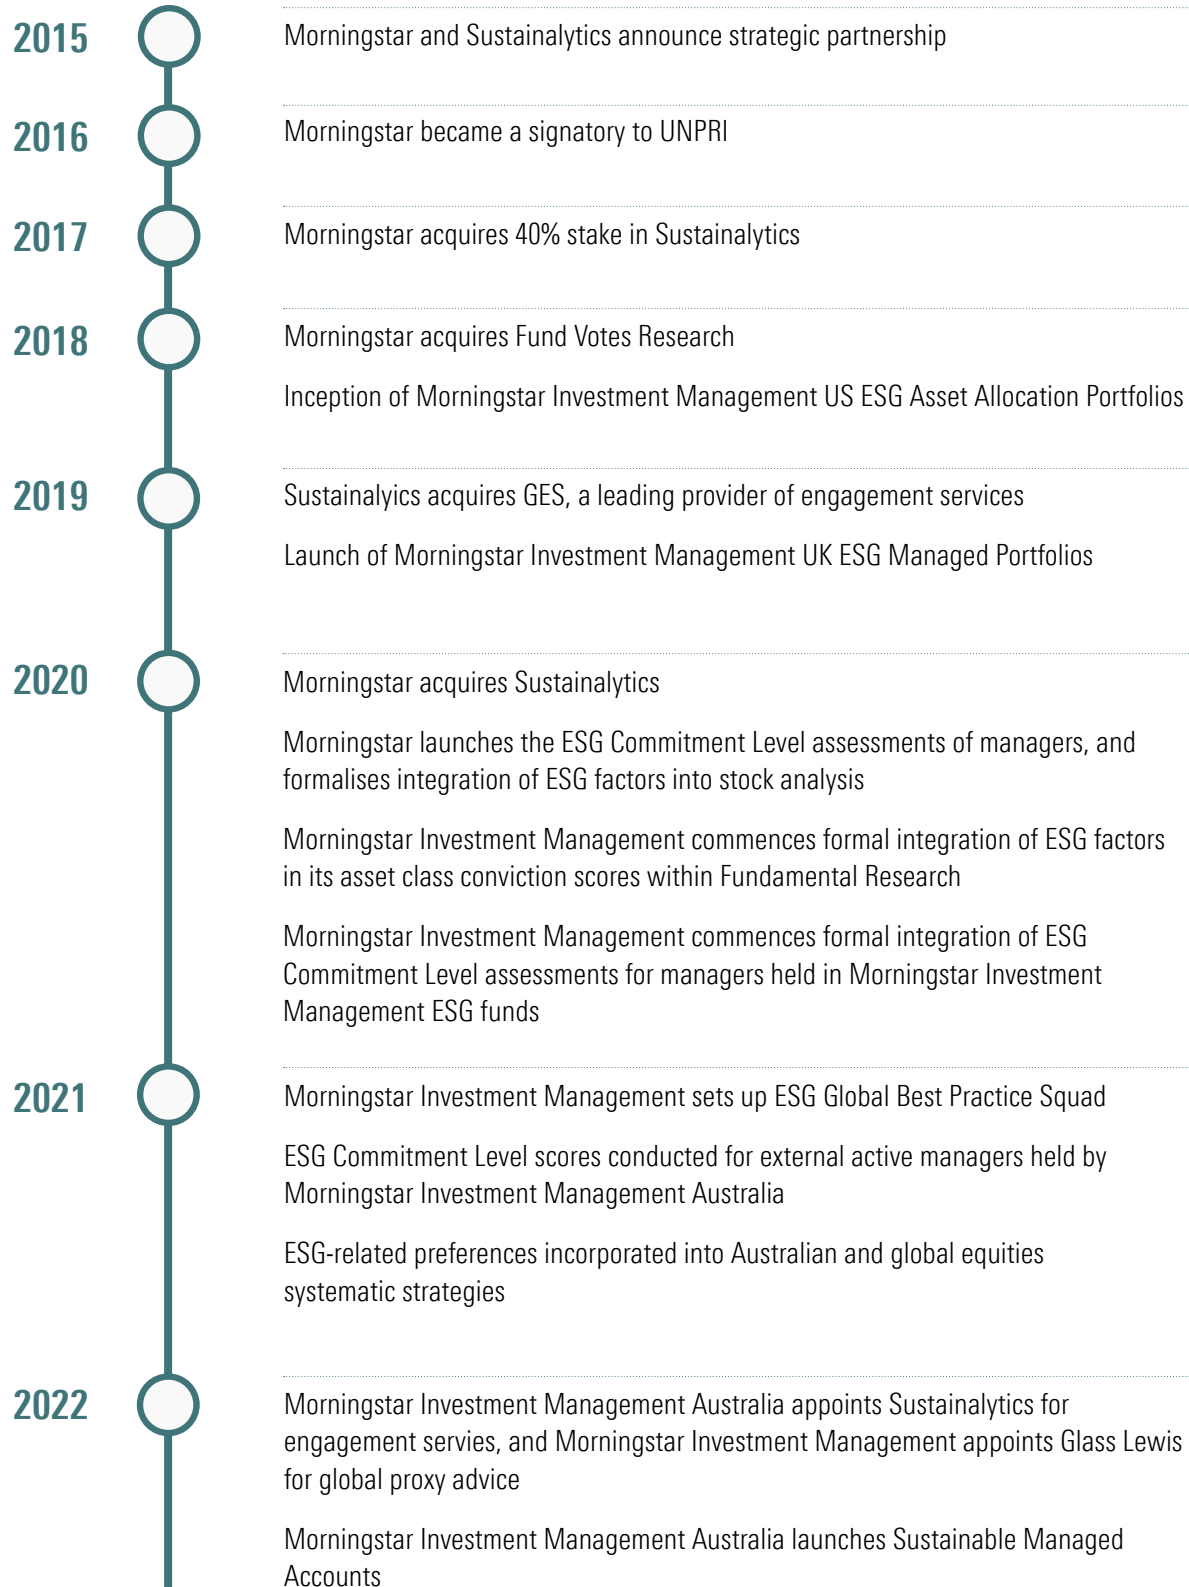 2015
Morningstar and Sustainalytics announce strategic partnership
2016
Morningstar became a signatory to UNPRI
2017
Morningstar acquires 40% stake in Sustainalytics
2018
Morningstar acquires Fund Votes Research
Inception of Morningstar Investment Management US ESG Asset Allocation Portfolios
2019
Sustainalyics acquires GES, a leading provider of engagement services
Launch of Morningstar Investment Management UK ESG Managed Portfolios
2020
Morningstar acquires Sustainalytics
Morningstar launches the ESG Commitment Level assessments of managers, and
formalises integration of ESG factors into stock analysis
Morningstar Investment Management commences formal integration of ESG factors
in its asset class conviction scores within Fundamental Research
Morningstar Investment Management commences formal integration of ESG
Commitment Level assessments for managers held in Morningstar Investment
Management ESG funds
2021
Morningstar Investment Management sets up ESG Global Best Practice Squad
ESG Commitment Level scores conducted for external active managers held by
Morningstar Investment Management Australia
ESG-related preferences incorporated into Australian and global equities
systematic strategies
2022
Morningstar Investment Management Australia appoints Sustainalytics for
engagement servies, and Morningstar Investment Management appoints Glass Lewis
for global proxy advice
Morningstar Investment Management Australia launches Sustainable Managed
Accounts